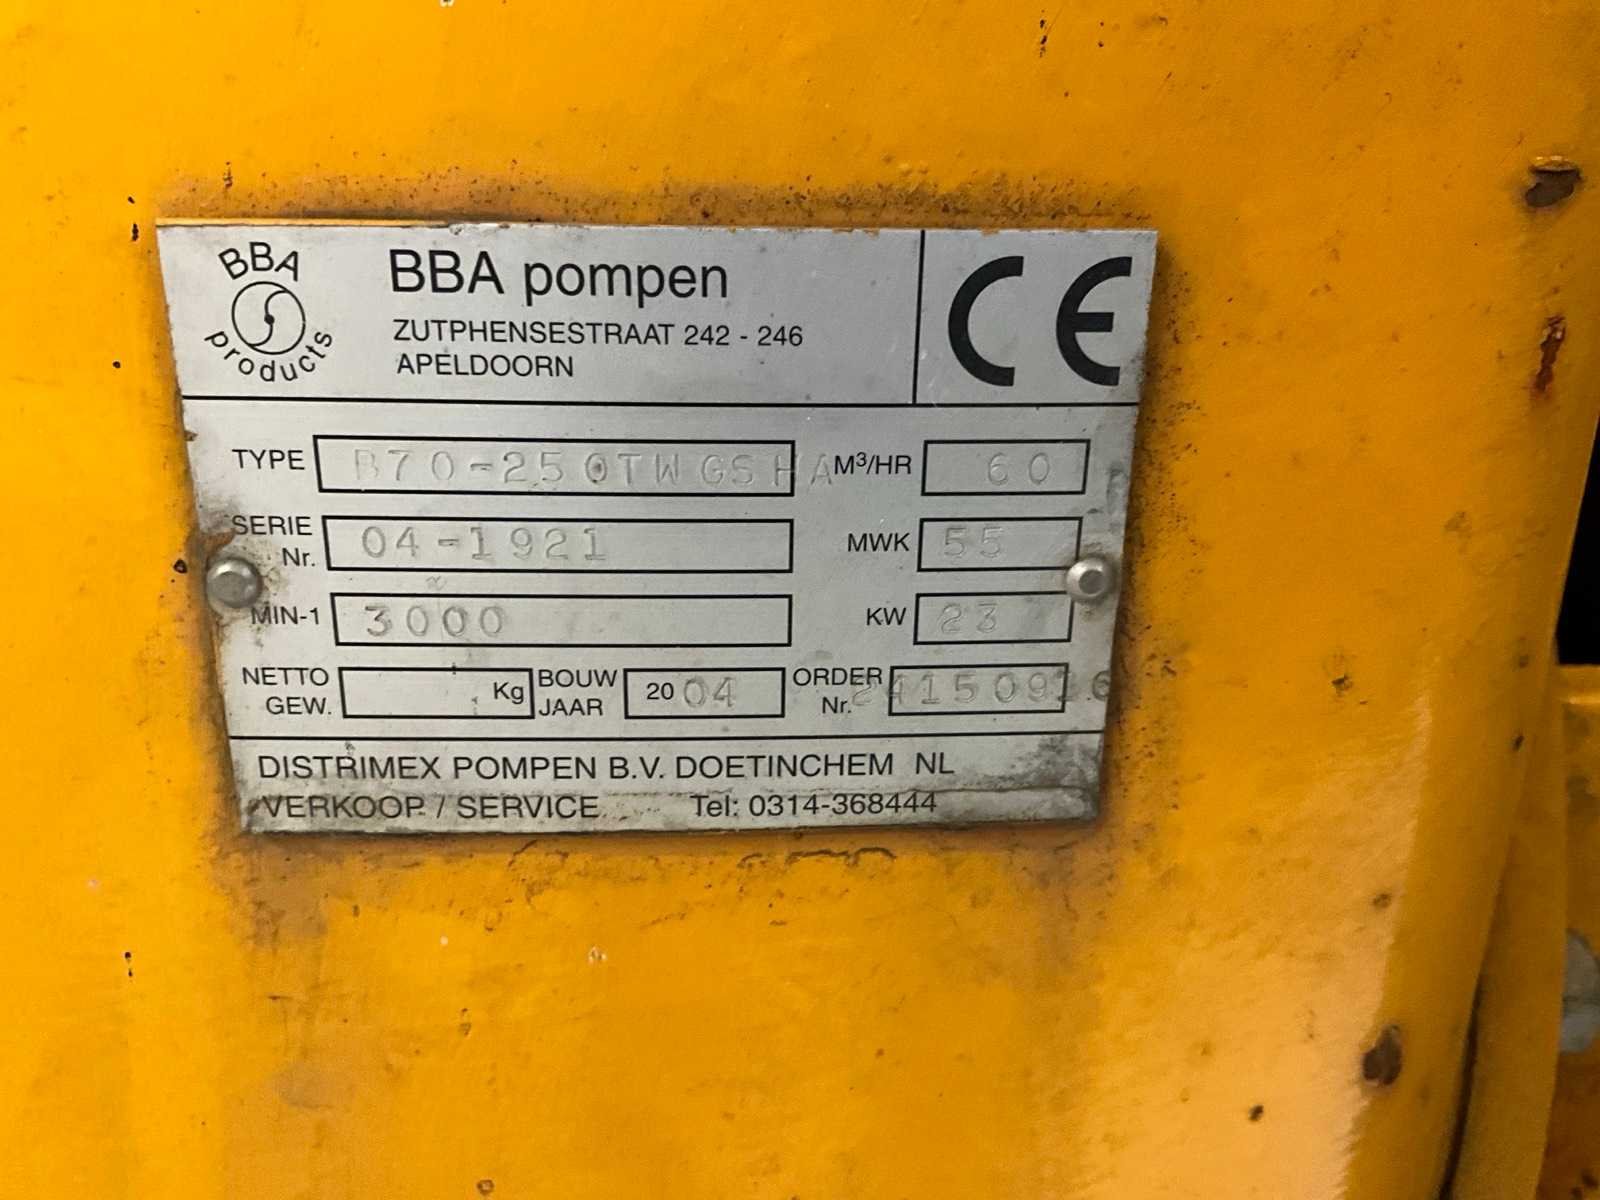 BBA
products
BBA pompen
ZUTPHENSESTRAAT 242 - 246
APELDOORN
CE
TYPE B70-250TWGSHA M³/HR 60
SERIE Nr. 04-1921 MWK 55
MIN-1 3000 KW 23
NETTO GEW. Kg BOUW JAAR 2004 ORDER Nr.
DISTRIMEX POMPEN B.V. DOETINCHEM NL
VERKOOP / SERVICE Tel: 0314-368444